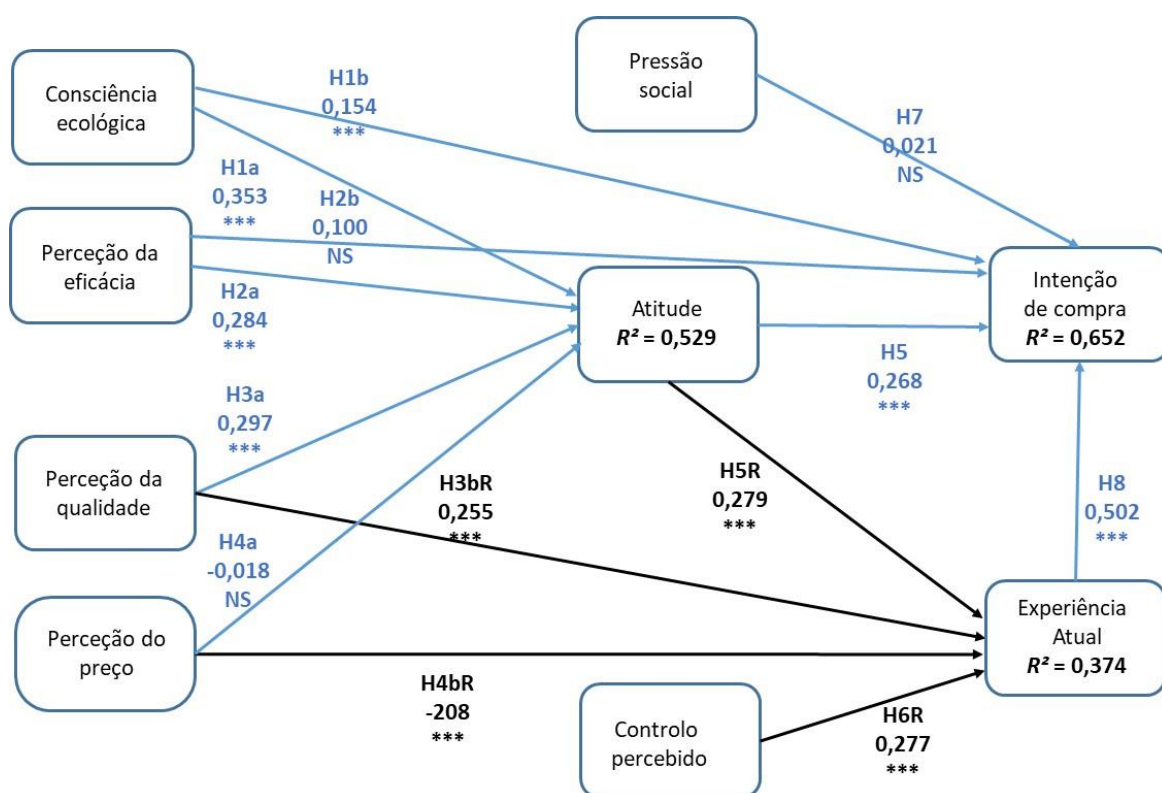 Consciência
ecológica
H1b
0,154
***
Pressão
social
H7
0,021
NS
H1a
0,353
***
H2b
0,100
NS
Perceção da
eficácia
H2a
0,284
***
Atitude
R² = 0,529
Intenção
de compra
R² = 0,652
H5
0,268
***
H3a
0,297
***
Perceção da
qualidade
H3bR
0,255
***
H5R
0,279
***
H8
0,502
***
H4a
-0,018
NS
Perceção do
preço
Experiência
Atual
R² = 0,374
H4bR
-208
***
Controlo
percebido
H6R
0,277
***